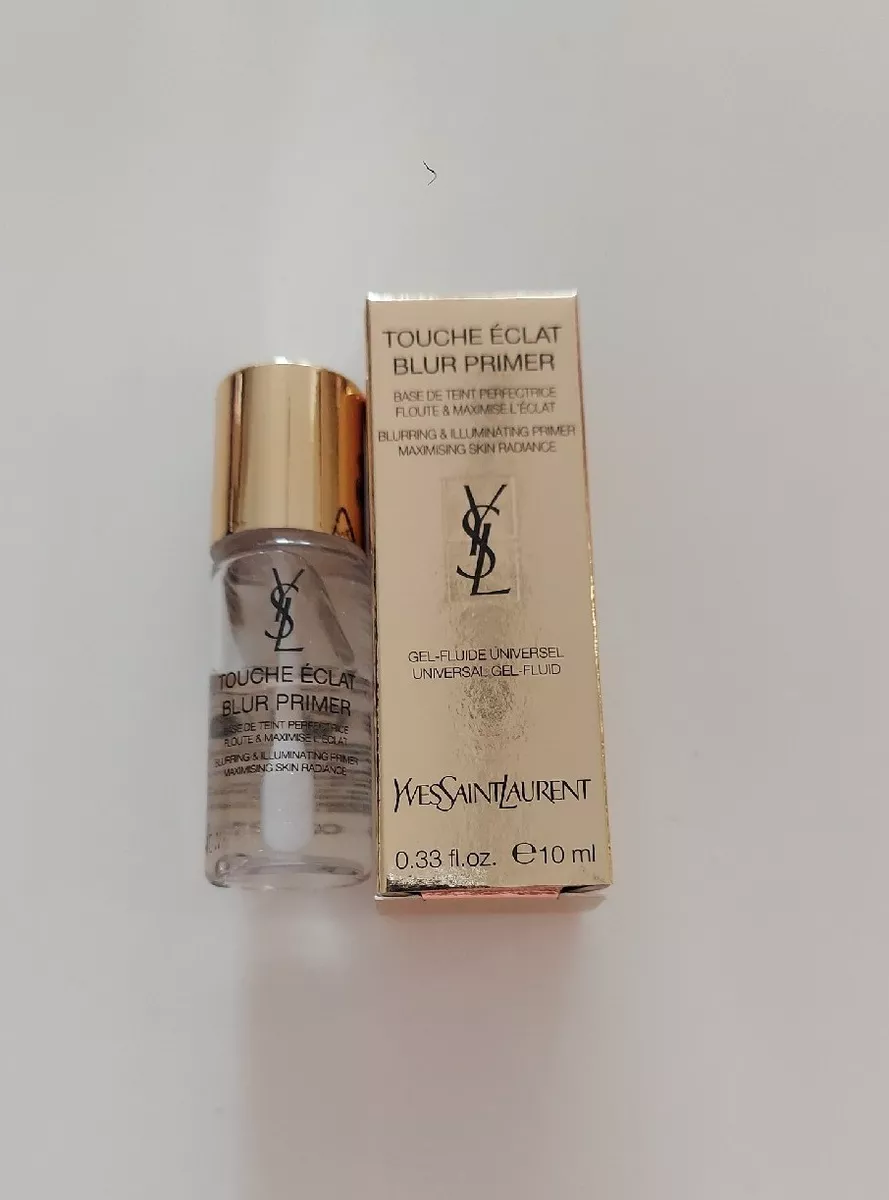 YSL
TOUCHE ÉCLAT
BLUR PRIMER
BASE DE TEINT PERFECTRICE
FLOUTE & MAXIMISE L'ÉCLAT
BLURRING & ILLUMINATING PRIMER
MAXIMISING SKIN RADIANCE
TOUCHE ÉCLAT
BLUR PRIMER
BASE DE TEINT PERFECTRICE
FLOUTE & MAXIMISE L'ÉCLAT
BLURRING & ILLUMINATING PRIMER
MAXIMISING SKIN RADIANCE
YSL
GEL-FLUIDE UNIVERSEL
UNIVERSAL GEL-FLUID
YVESSAINTLAURENT
0.33 fl.oz. ℮10 ml